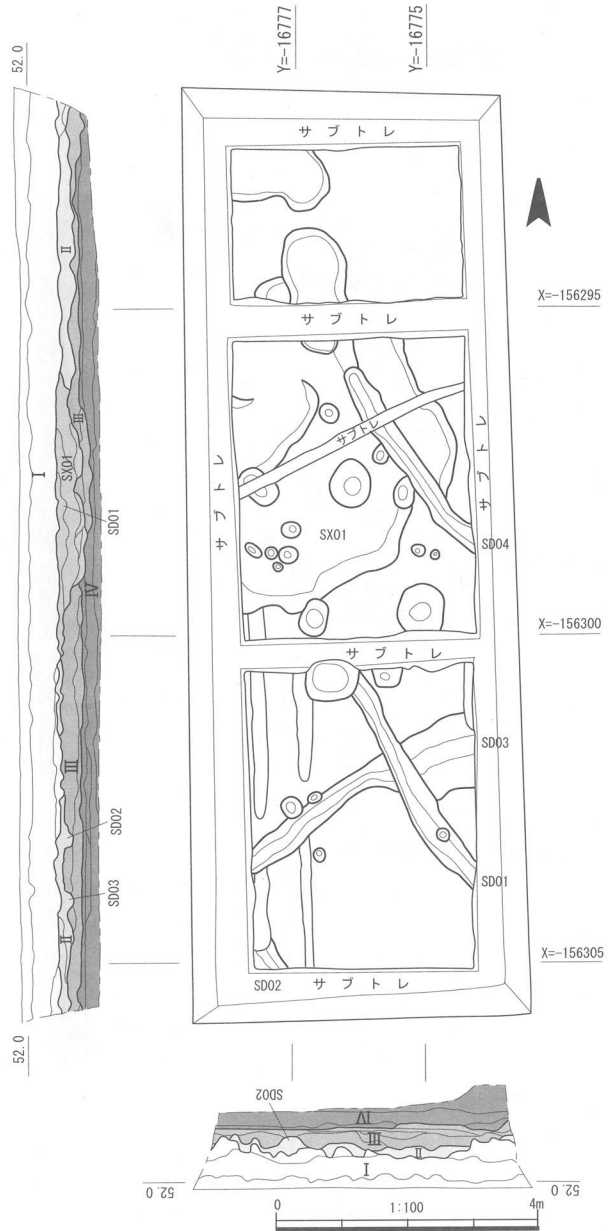 Y=-16777
Y=-16775
52.0
サブトレ
II
X=-156295
サブトレ
III
サブトレ
サブトレ
サブトレ
I
SX01
SD01
SX01
SD04
IV
X=-156300
サブトレ
SD03
III
SD02
SD03
SD01
II
X=-156305
SD02
サブトレ
52.0
SD02
IV
III
II
I
52.0
52.0
0
1:100
4m